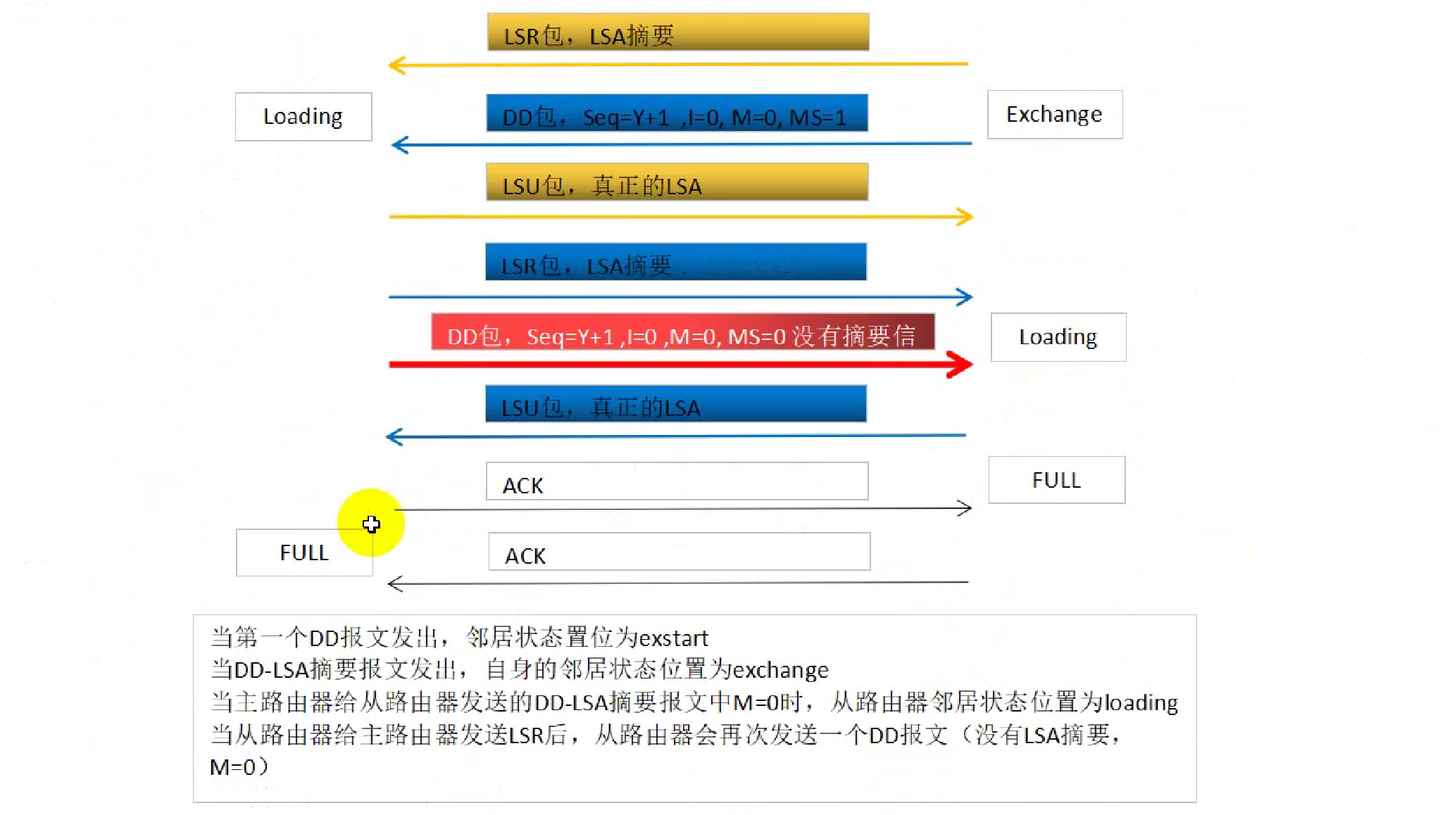 LSR包，LSA摘要
Loading
DD包，Seq=Y+1 ,I=0, M=0, MS=1
Exchange
LSU包，真正的LSA
LSR包，LSA摘要
DD包，Seq=Y+1 ,I=0 ,M=0, MS=0 没有摘要信
Loading
LSU包，真正的LSA
ACK
FULL
FULL
ACK
当第一个DD报文发出，邻居状态置位为exstart
当DD-LSA摘要报文发出，自身的邻居状态位置为exchange
当主路由器给从路由器发送的DD-LSA摘要报文中M=0时，从路由器邻居状态位置为loading
当从路由器给主路由器发送LSR后，从路由器会再次发送一个DD报文（没有LSA摘要，
M=0）